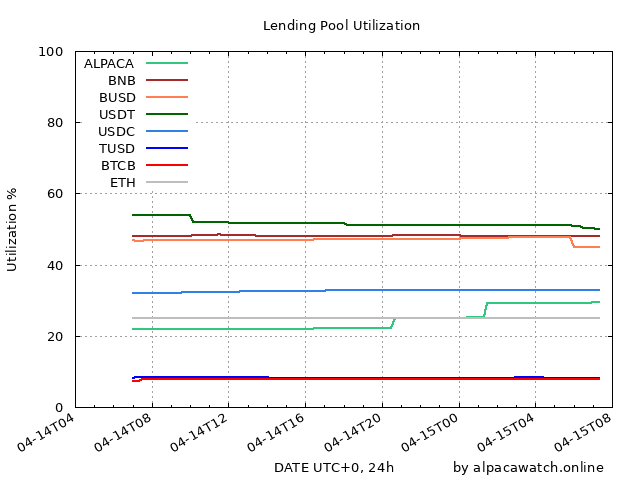 Lending Pool Utilization
Utilization %
100
80
60
40
20
0
ALPACA
BNB
BUSD
USDT
USDC
TUSD
BTCB
ETH
04-14T04
04-14T08
04-14T12
04-14T16
04-14T20
04-15T00
04-15T04
04-15T08
DATE UTC+0, 24h
by alpacawatch.online